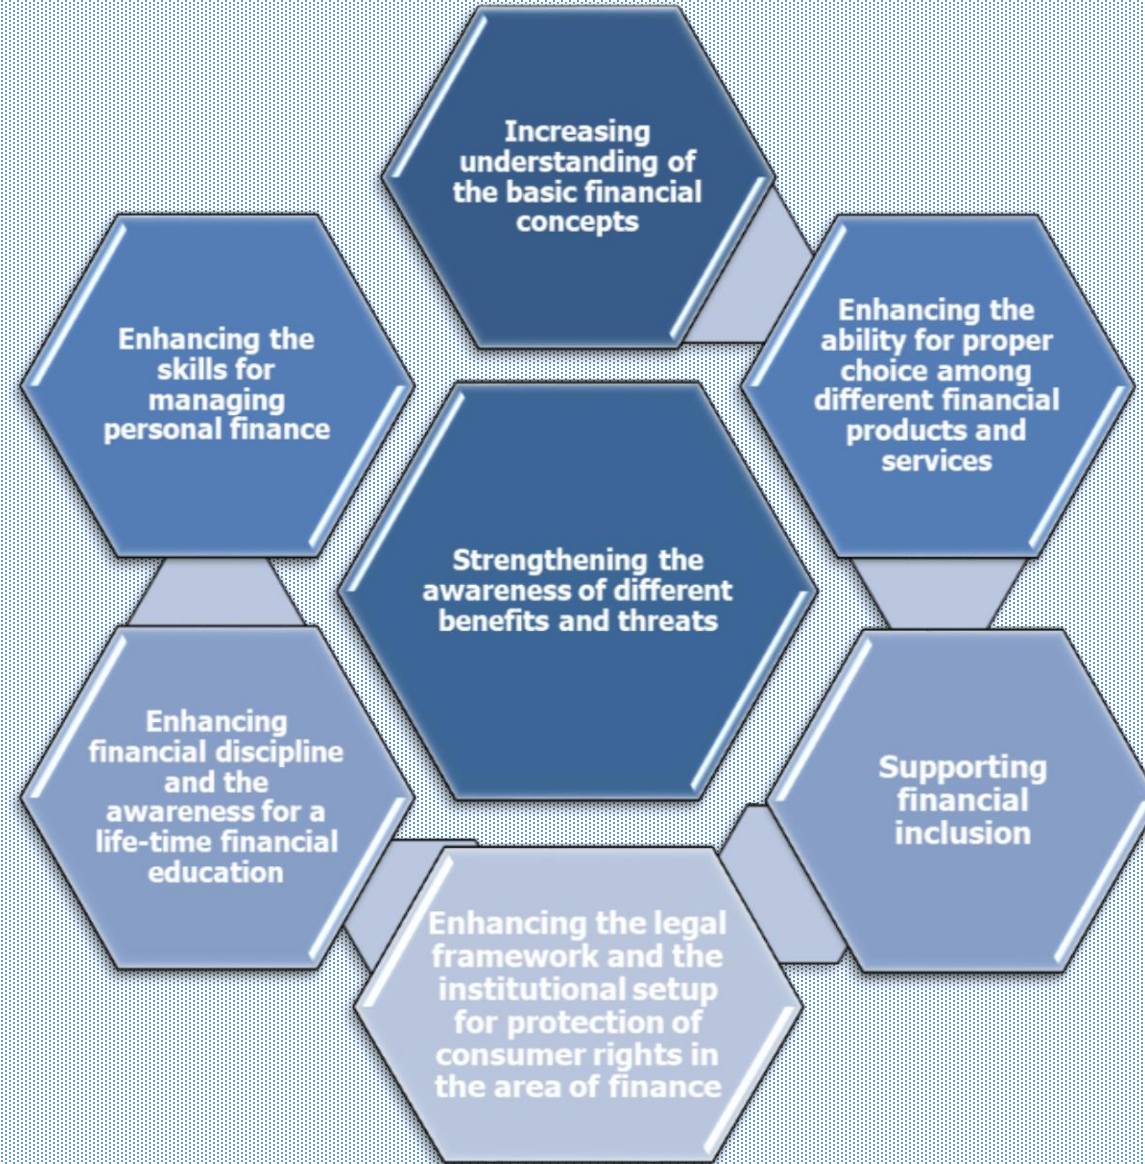 Increasing
understanding of
the basic financial
concepts
Enhancing the
ability for proper
choice among
different financial
products and
services
Supporting
financial
inclusion
Enhancing the legal
framework and the
institutional setup
for protection of
consumer rights in
the area of finance
Enhancing
financial discipline
and the
awareness for a
life-time financial
education
Enhancing the
skills for
managing
personal finance
Strengthening the
awareness of different
benefits and threats